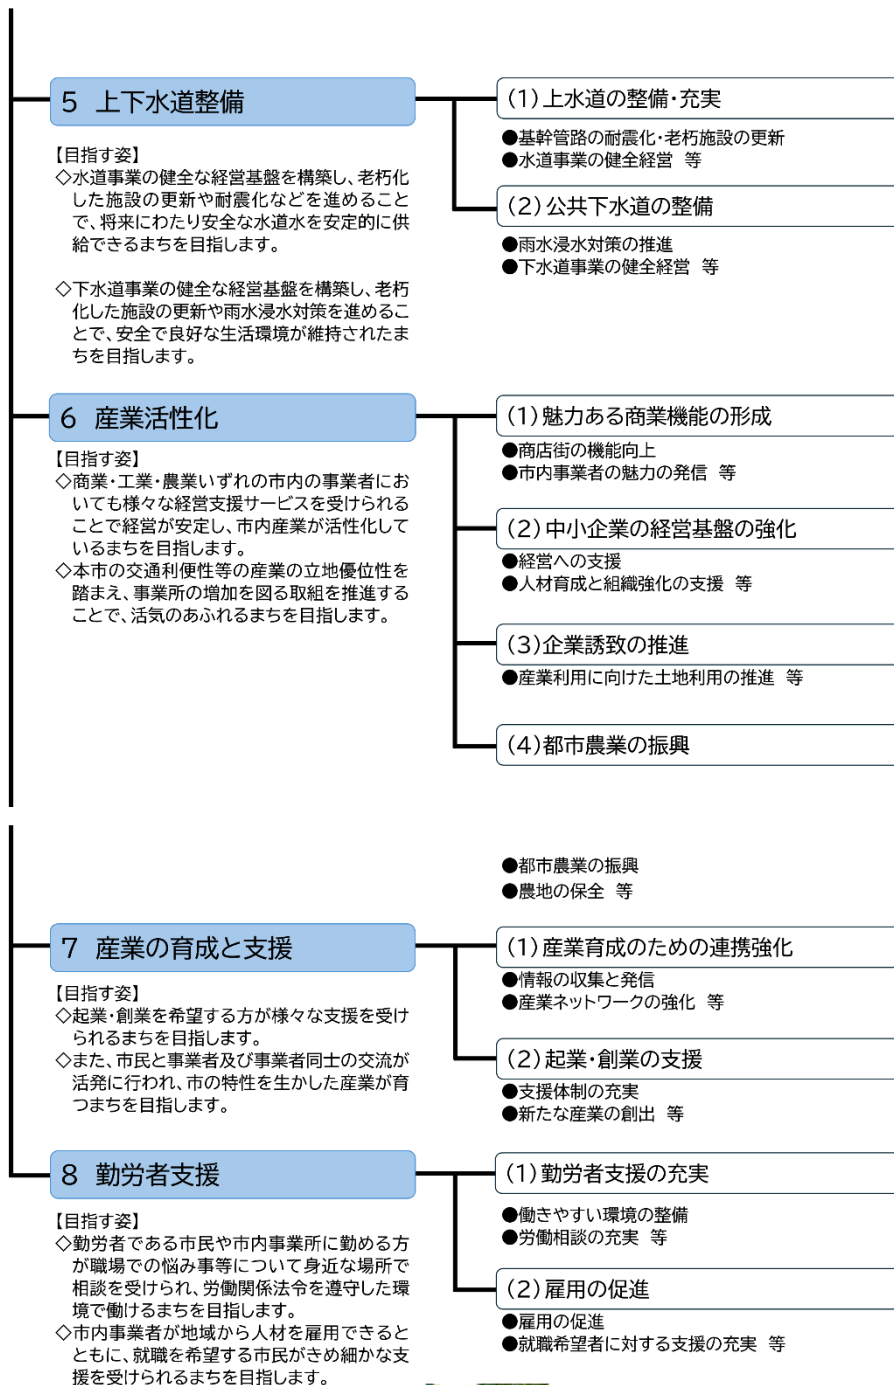 5 上下水道整備
【目指す姿】
◇水道事業の健全な経営基盤を構築し、老朽化
した施設の更新や耐震化などを進めること
で、将来にわたり安全な水道水を安定的に供
給できるまちを目指します。
◇下水道事業の健全な経営基盤を構築し、老朽
化した施設の更新や雨水浸水対策を進めるこ
とで、安全で良好な生活環境が維持されたま
ちを目指します。
(1)上水道の整備・充実
●基幹管路の耐震化・老朽施設の更新
●水道事業の健全経営 等
(2)公共下水道の整備
●雨水浸水対策の推進
●下水道事業の健全経営 等
6 産業活性化
【目指す姿】
◇商業・工業・農業いずれの市内の事業者にお
いても様々な経営支援サービスを受けられる
ことで経営が安定し、市内産業が活性化して
いるまちを目指します。
◇本市の交通利便性等の産業の立地優位性を
踏まえ、事業所の増加を図る取組を推進する
ことで、活気のあふれるまちを目指します。
(1)魅力ある商業機能の形成
●商店街の機能向上
●市内事業者の魅力の発信 等
(2)中小企業の経営基盤の強化
●経営への支援
●人材育成と組織強化の支援 等
(3)企業誘致の推進
●産業利用に向けた土地利用の推進 等
(4)都市農業の振興
●都市農業の振興
●農地の保全 等
7 産業の育成と支援
【目指す姿】
◇起業・創業を希望する方が様々な支援を受け
られるまちを目指します。
◇また、市民と事業者及び事業者同士の交流が
活発に行われ、市の特性を生かした産業が育
つまちを目指します。
(1)産業育成のための連携強化
●情報の収集と発信
●産業ネットワークの強化 等
(2)起業・創業の支援
●支援体制の充実
●新たな産業の創出 等
8 勤労者支援
【目指す姿】
◇勤労者である市民や市内事業所に勤める方
が職場での悩み事等について身近な場所で
相談を受けられ、労働関係法令を遵守した環
境で働けるまちを目指します。
◇市内事業者が地域から人材を雇用できると
ともに、就職を希望する市民がきめ細かな支
援を受けられるまちを目指します。
(1)勤労者支援の充実
●働きやすい環境の整備
●労働相談の充実 等
(2)雇用の促進
●雇用の促進
●就職希望者に対する支援の充実 等